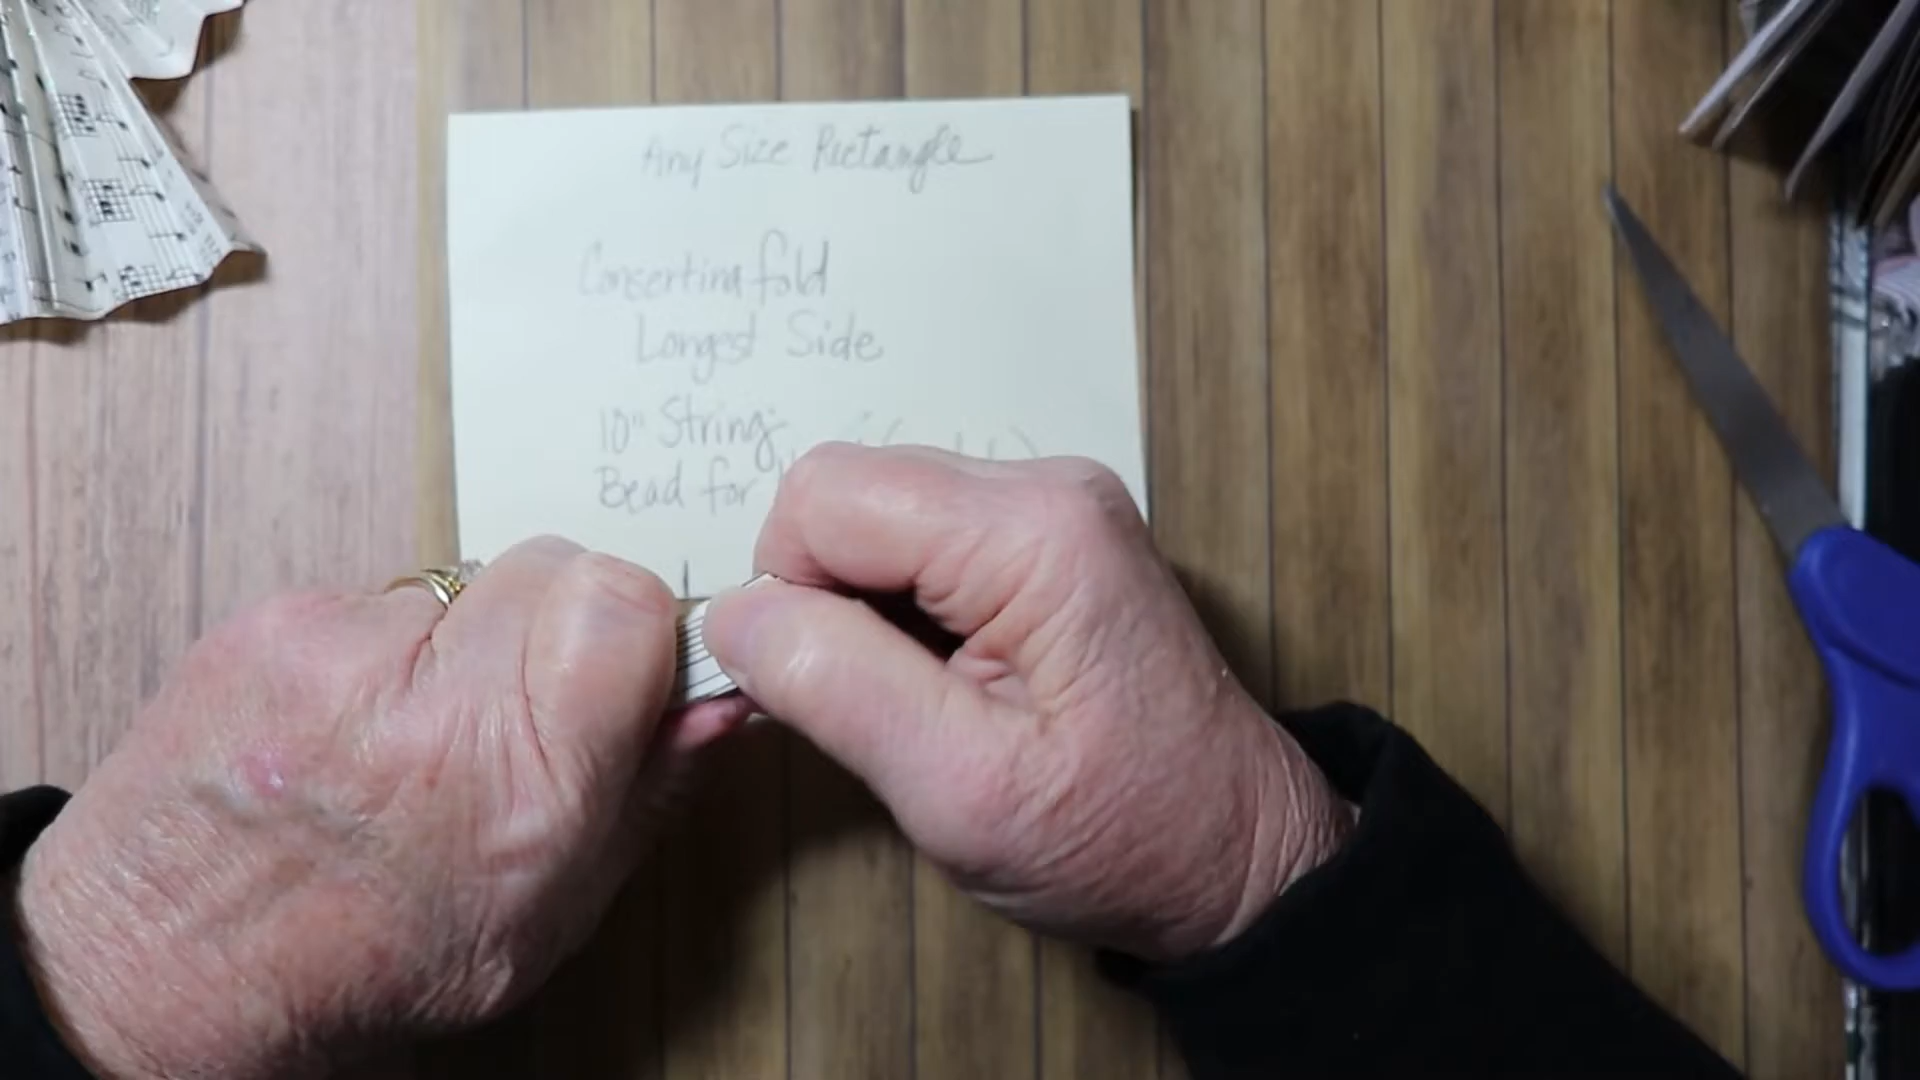 Any Size Rectangle
Consertina fold
Longest Side
10" String
Bead for